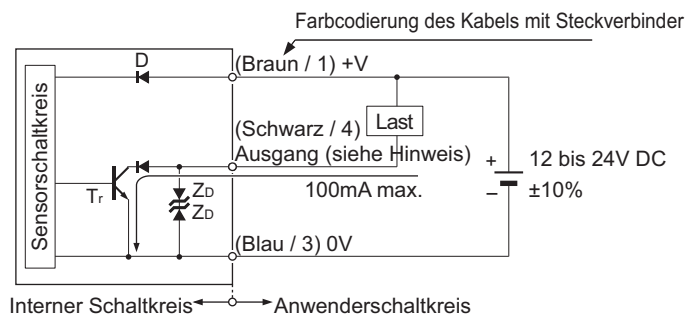 Farbcodierung des Kabels mit Steckverbinder
D
(Braun / 1) +V
Sensorschaltkreis
Last
(Schwarz / 4)
Ausgang (siehe Hinweis)
100mA max.
Tr
ZD
ZD
+
−
12 bis 24V DC
±10%
(Blau / 3) 0V
Interner Schaltkreis
Anwenderschaltkreis